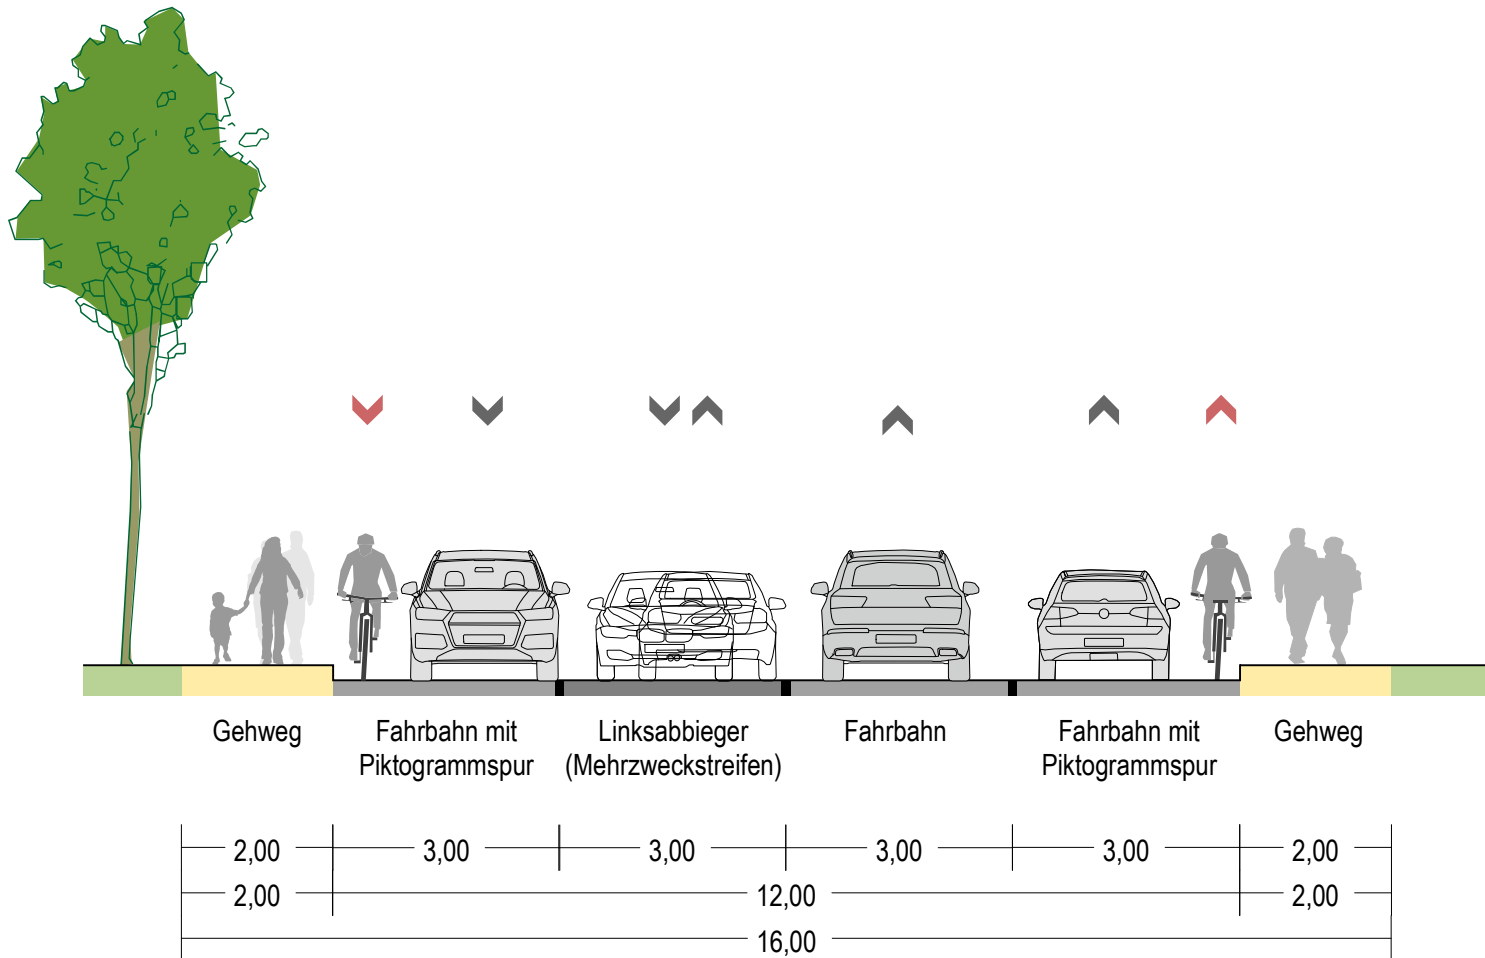 Gehweg
Fahrbahn mit
Piktogrammspur
Linksabbieger
(Mehrzweckstreifen)
Fahrbahn
Fahrbahn mit
Piktogrammspur
Gehweg
2,00 3,00 3,00 3,00 3,00 2,00
2,00 12,00 2,00
16,00